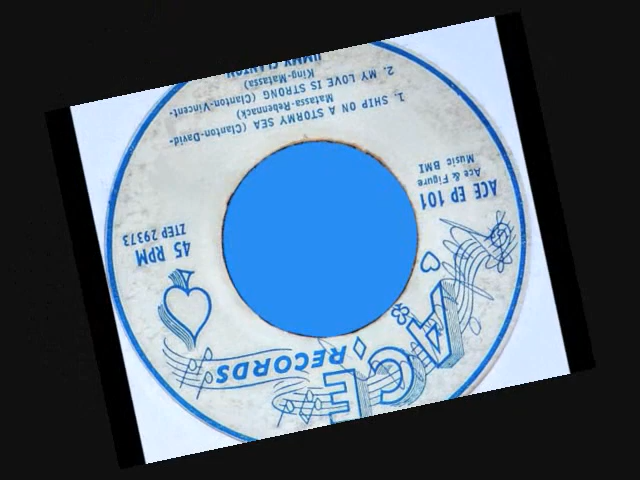 ACE
RECORDS
45 RPM
ZTEP 29373
ACE EP 101
Ace & Figure
Music BMI
1. SHIP ON A STORMY SEA (Clanton-David-
Matassa-Rebennack)
2. MY LOVE IS STRONG (Clanton-Vincent-
King-Matassa)
JIMMY CLANTON